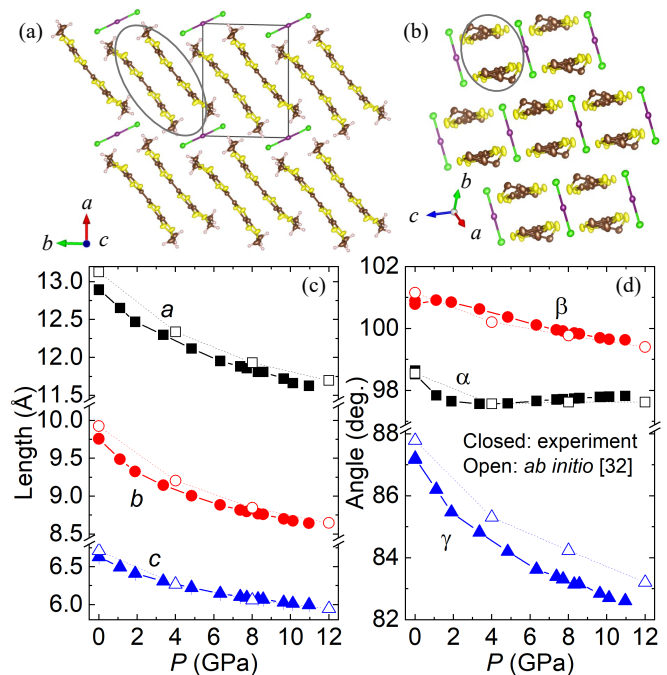 (a)
(b)
a
b
c
b
c
a
13.0
12.5
12.0
11.5
10.0
9.5
9.0
8.5
6.5
6.0
Length (Å)
(c)
a
b
c
0 2 4 6 8 10 12
P (GPa)
102
100
98
96
88
86
84
82
Angle (deg.)
(d)
β
α
Closed: experiment
Open: ab initio [32]
γ
0 2 4 6 8 10 12
P (GPa)